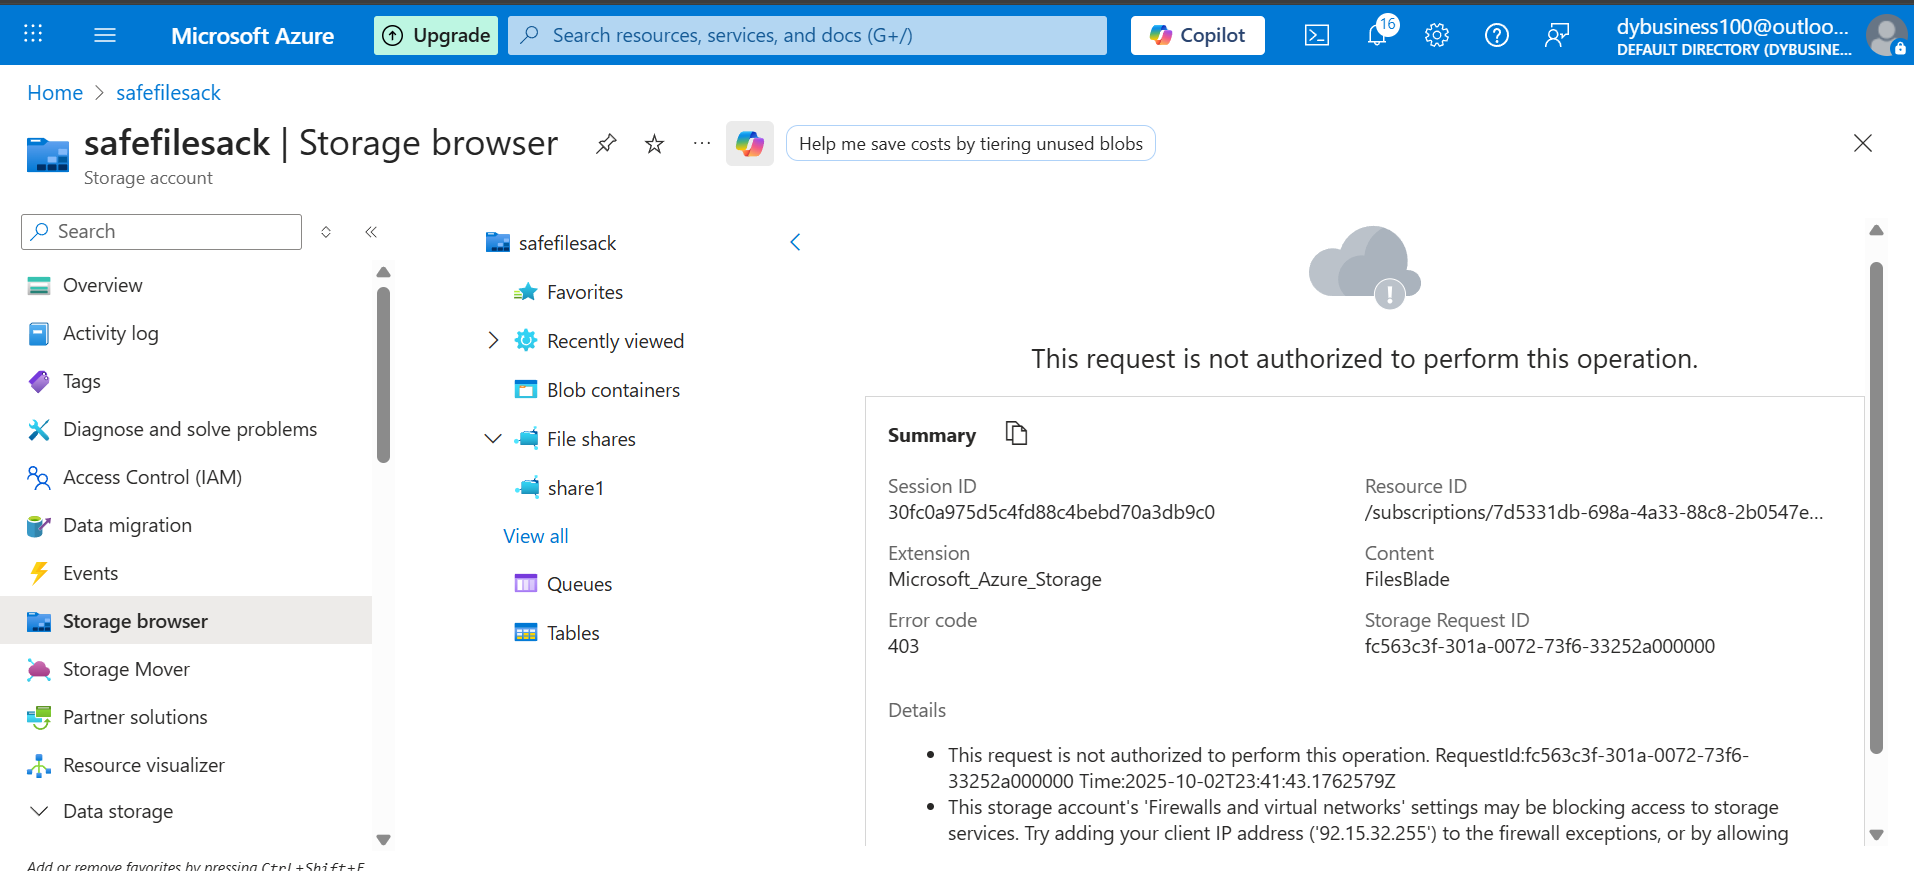 Microsoft Azure
Upgrade
Search resources, services, and docs (G+/)
Copilot
16
dybusiness100@outloo...
DEFAULT DIRECTORY (DYBUSINE...
Home > safefilesack
safefilesack | Storage browser
Storage account
Help me save costs by tiering unused blobs
Search
Overview
Activity log
Tags
Diagnose and solve problems
Access Control (IAM)
Data migration
Events
Storage browser
Storage Mover
Partner solutions
Resource visualizer
Data storage
Add or remove favorites by pressing Ctrl+Shift+F
safefilesack
Favorites
Recently viewed
Blob containers
File shares
share1
View all
Queues
Tables
This request is not authorized to perform this operation.
Summary
Session ID
30fc0a975d5c4fd88c4bebd70a3db9c0
Resource ID
/subscriptions/7d5331db-698a-4a33-88c8-2b0547e...
Extension
Microsoft_Azure_Storage
Content
FilesBlade
Error code
403
Storage Request ID
fc563c3f-301a-0072-73f6-33252a000000
Details
• This request is not authorized to perform this operation. RequestId:fc563c3f-301a-0072-73f6-
33252a000000 Time:2025-10-02T23:41:43.1762579Z
• This storage account's 'Firewalls and virtual networks' settings may be blocking access to storage
services. Try adding your client IP address ('92.15.32.255') to the firewall exceptions, or by allowing